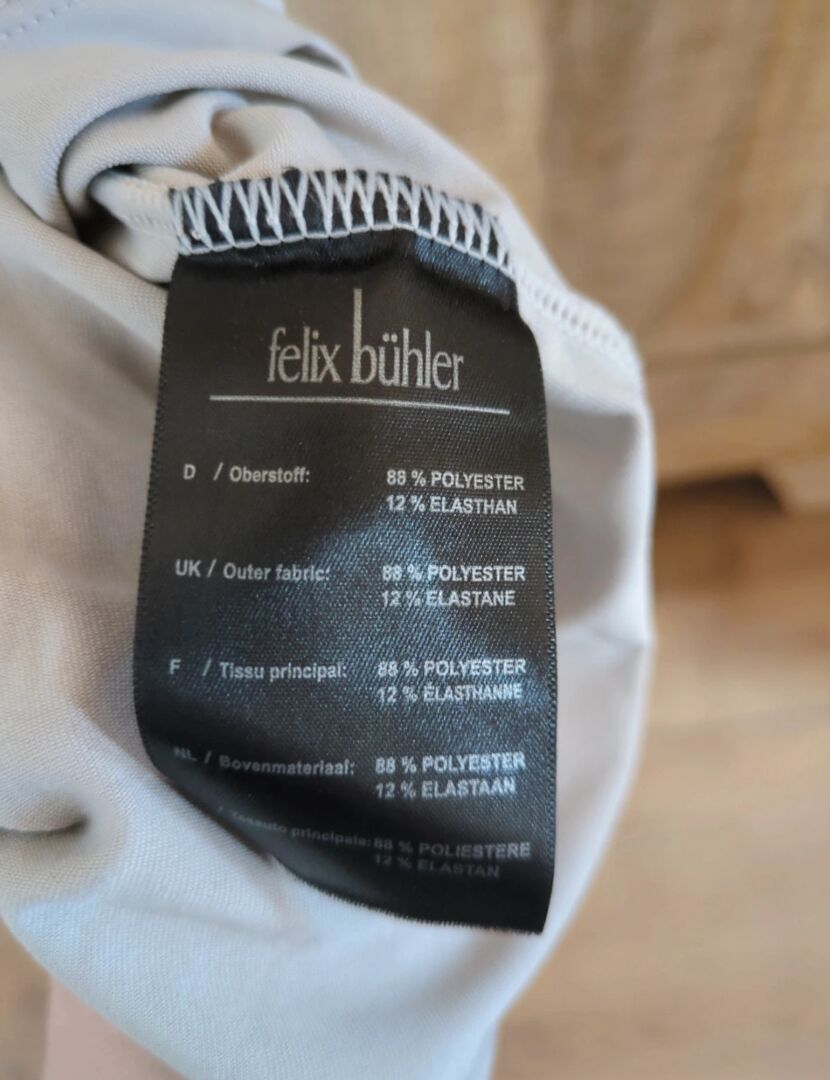 felix bühler
D / Oberstoff: 88 % POLYESTER
12 % ELASTHAN
UK / Outer fabric: 88 % POLYESTER
12 % ELASTANE
F / Tissu principal: 88 % POLYESTER
12 % ÉLASTHANNE
NL / Bovenmateriaal: 88 % POLYESTER
12 % ELASTAAN
/ Tessuto principale: 88 % POLIESTERE
12 % ELASTAN